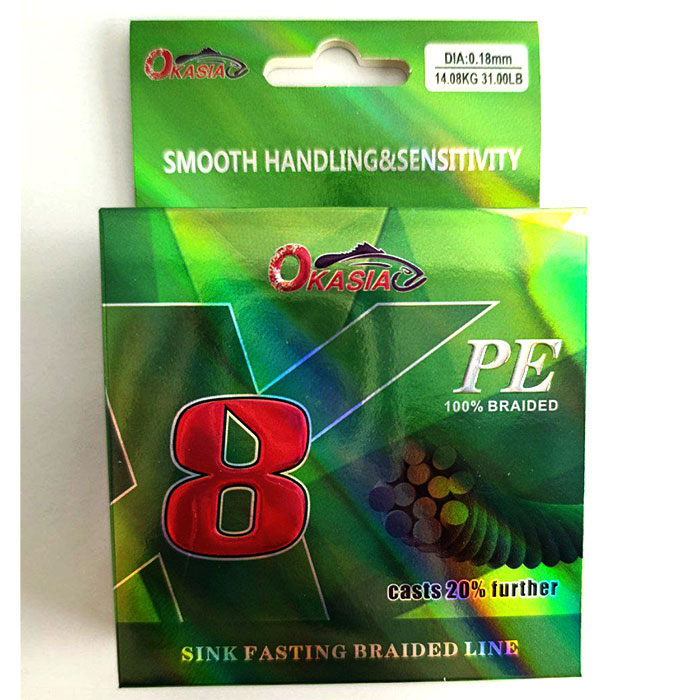 OKASIA
DIA:0.18mm
14.08KG 31.00LB
SMOOTH HANDLING&SENSITIVITY
OKASIA
X
8
PE
100% BRAIDED
casts 20% further
SINK FASTING BRAIDED LINE